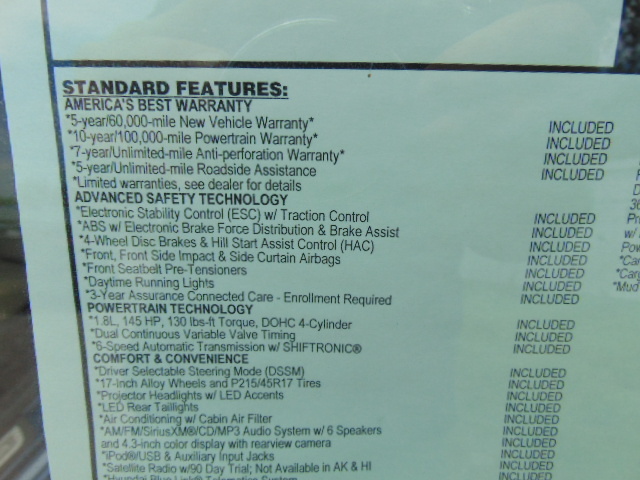 STANDARD FEATURES:
AMERICA'S BEST WARRANTY
*5-year/60,000-mile New Vehicle Warranty* INCLUDED
*10-year/100,000-mile Powertrain Warranty* INCLUDED
*7-year/Unlimited-mile Anti-perforation Warranty* INCLUDED
*5-year/Unlimited-mile Roadside Assistance INCLUDED
*Limited warranties, see dealer for details
ADVANCED SAFETY TECHNOLOGY
*Electronic Stability Control (ESC) w/ Traction Control INCLUDED
*ABS w/ Electronic Brake Force Distribution & Brake Assist INCLUDED
*4-Wheel Disc Brakes & Hill Start Assist Control (HAC) INCLUDED
*Front, Front Side Impact & Side Curtain Airbags INCLUDED
*Front Seatbelt Pre-Tensioners INCLUDED
*Daytime Running Lights INCLUDED
*3-Year Assurance Connected Care - Enrollment Required INCLUDED
POWERTRAIN TECHNOLOGY
*1.8L, 145 HP, 130 lbs-ft Torque, DOHC 4-Cylinder INCLUDED
*Dual Continuous Variable Valve Timing INCLUDED
*6-Speed Automatic Transmission w/ SHIFTRONIC® INCLUDED
COMFORT & CONVENIENCE
*Driver Selectable Steering Mode (DSSM) INCLUDED
*17-Inch Alloy Wheels and P215/45R17 Tires INCLUDED
*Projector Headlights w/ LED Accents INCLUDED
*LED Rear Taillights INCLUDED
*Air Conditioning w/ Cabin Air Filter INCLUDED
*AM/FM/SiriusXM®/CD/MP3 Audio System w/ 6 Speakers INCLUDED
and 4.3-inch color display with rearview camera INCLUDED
*iPod®/USB & Auxiliary Input Jacks INCLUDED
*Satellite Radio w/90 Day Trial; Not Available in AK & HI INCLUDED
*Hyundai Blue Link® Telematics System INCLUDED
36
w/
*Mud